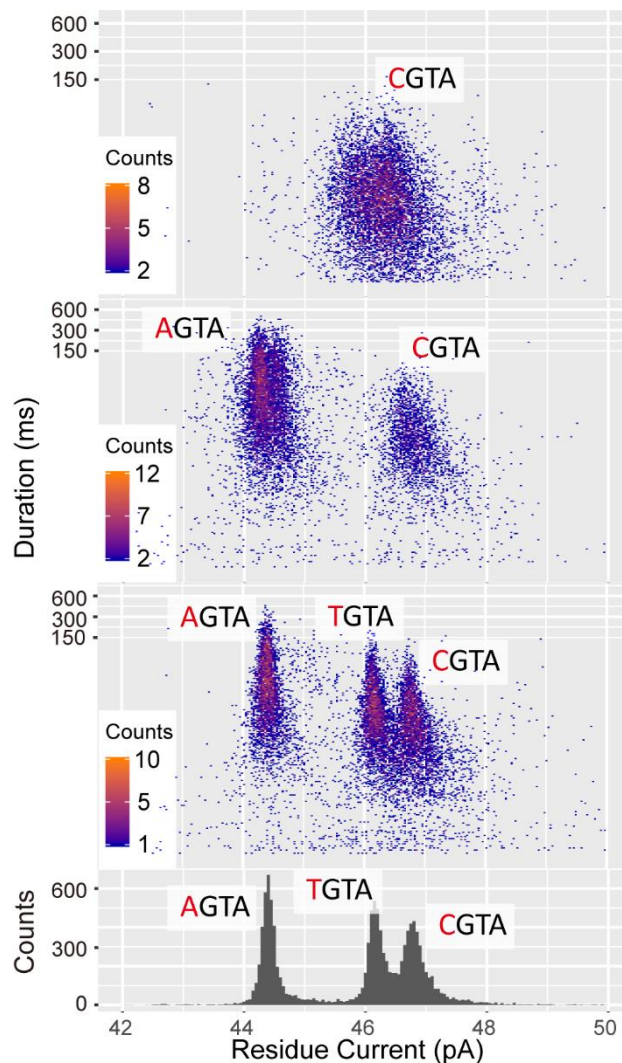 600
300
150
CGTA
Counts
8
5
2
600
300
150
AGTA
CGTA
Counts
12
7
2
Duration (ms)
600
300
150
AGTA
TGTA
CGTA
Counts
10
5
1
Counts
600
300
0
AGTA
TGTA
CGTA
42 44 46 48 50
Residue Current (pA)